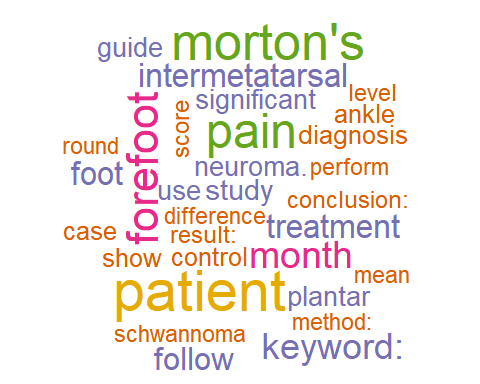 guide morton's
intermetatarsal
forefoot
score
significant level
pain ankle
round diagnosis
foot neuroma. perform
use study conclusion:
difference treatment
case result:
show control month
patient mean
plantar
schwannoma method:
follow keyword: